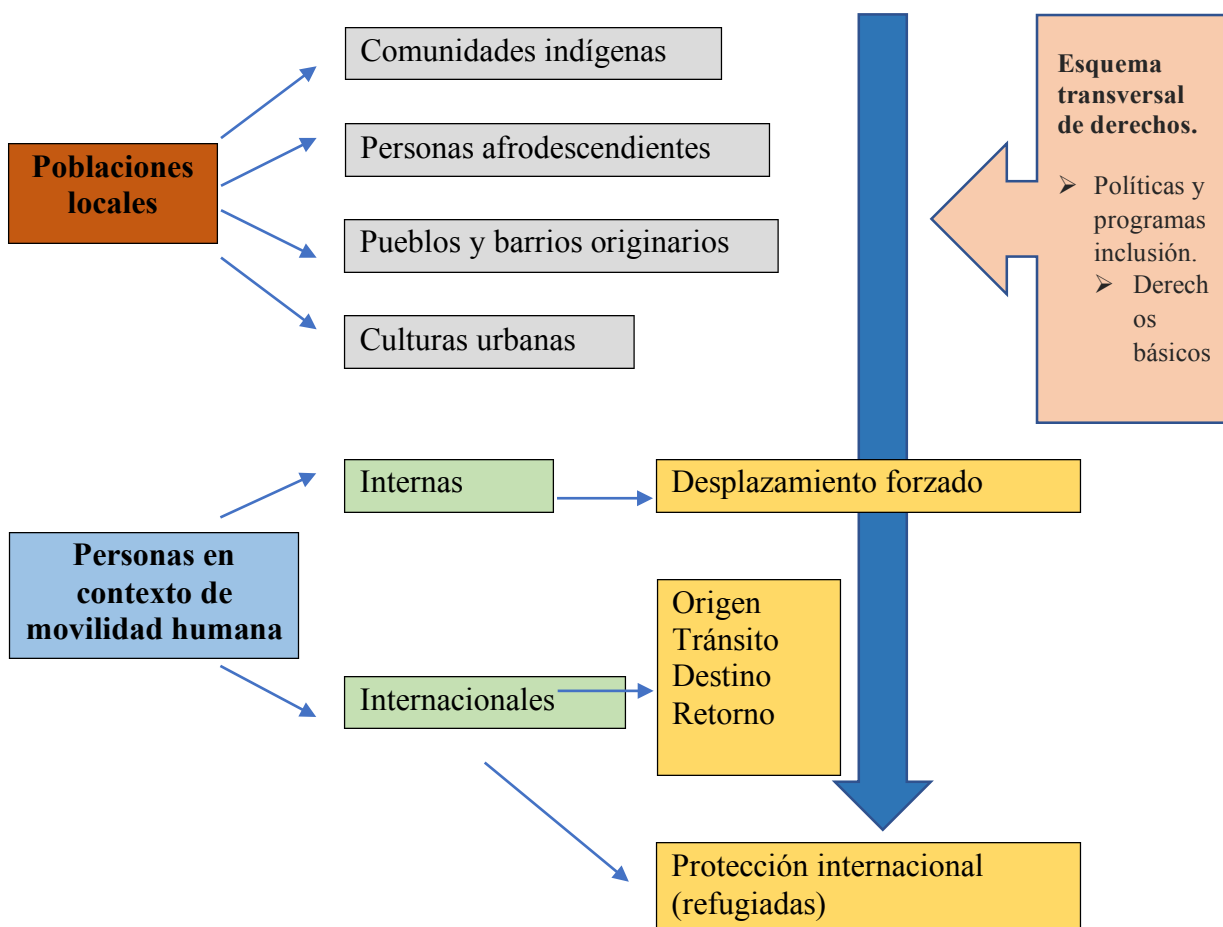 Comunidades indígenas
Personas afrodescendientes
Poblaciones
locales
Pueblos y barrios originarios
Culturas urbanas
Esquema
transversal
de derechos.
➢ Políticas y
programas
inclusión.
➢ Derech
os
básicos
Internas
Desplazamiento forzado
Personas en
contexto de
movilidad humana
Internacionales
Origen
Tránsito
Destino
Retorno
Protección internacional
(refugiadas)